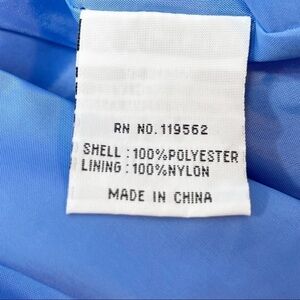 RN NO.119562
SHELL : 100%POLYESTER
LINING : 100%NYLON
MADE IN CHINA